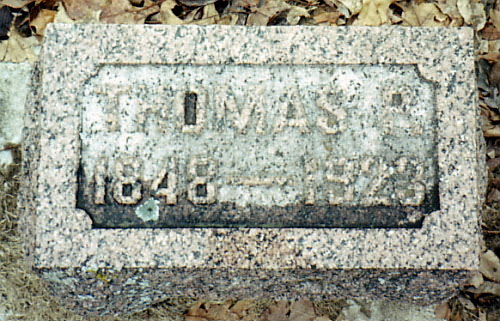 THOMAS P.
1848 — 1923